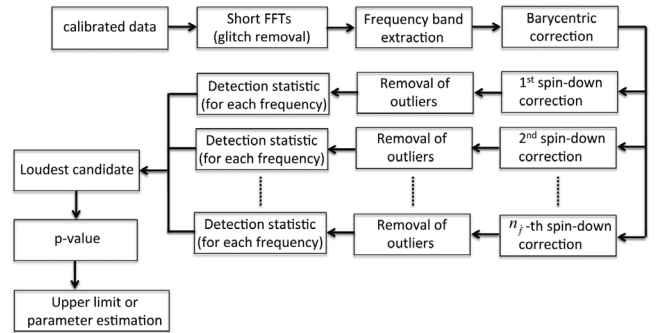 calibrated data
Short FFTs
(glitch removal)
Frequency band
extraction
Barycentric
correction
Detection statistic
(for each frequency)
Removal of
outliers
1st spin-down
correction
Detection statistic
(for each frequency)
Removal of
outliers
2nd spin-down
correction
Loudest candidate
Detection statistic
(for each frequency)
Removal of
outliers
n_ḟ -th spin-down
correction
p-value
Upper limit or
parameter estimation